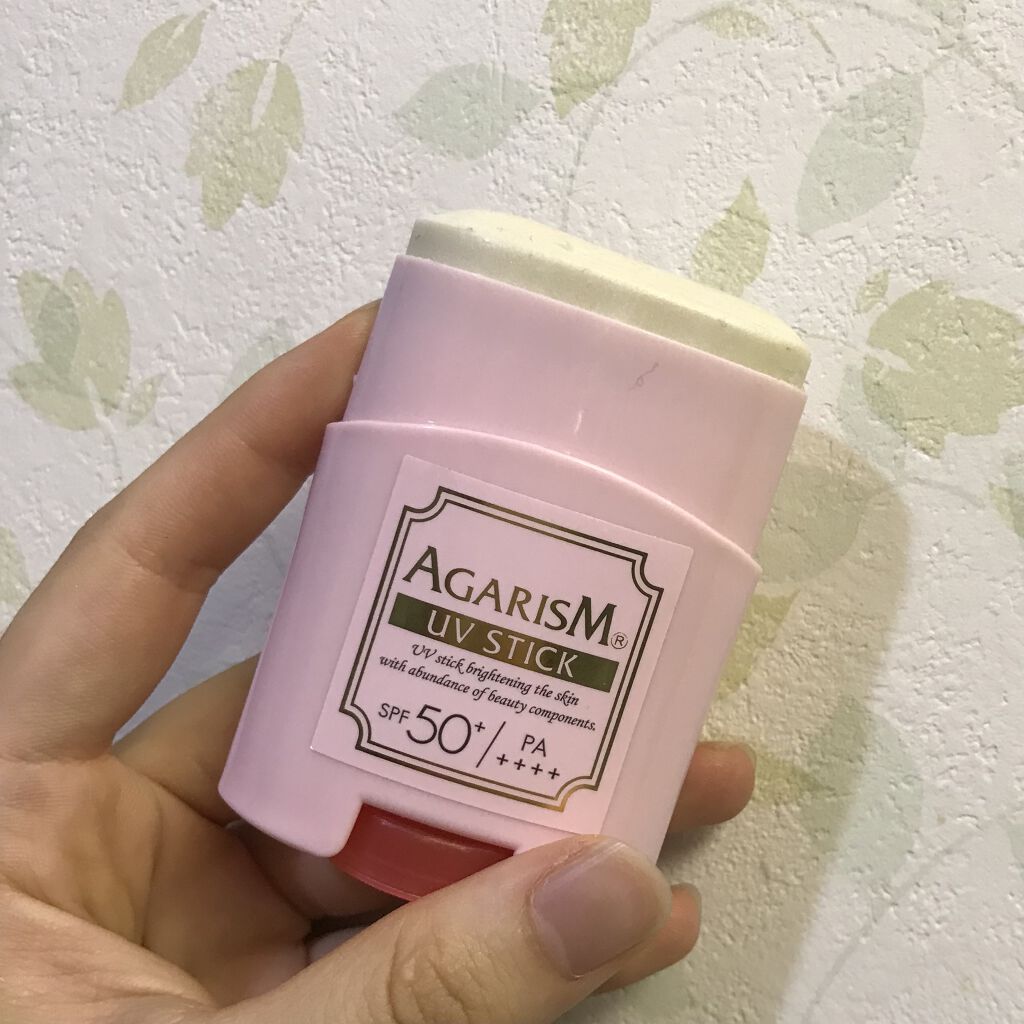 AGARISM®
UV STICK
UV stick brightening the skin
with abundance of beauty components.
SPF 50+ / PA
++++